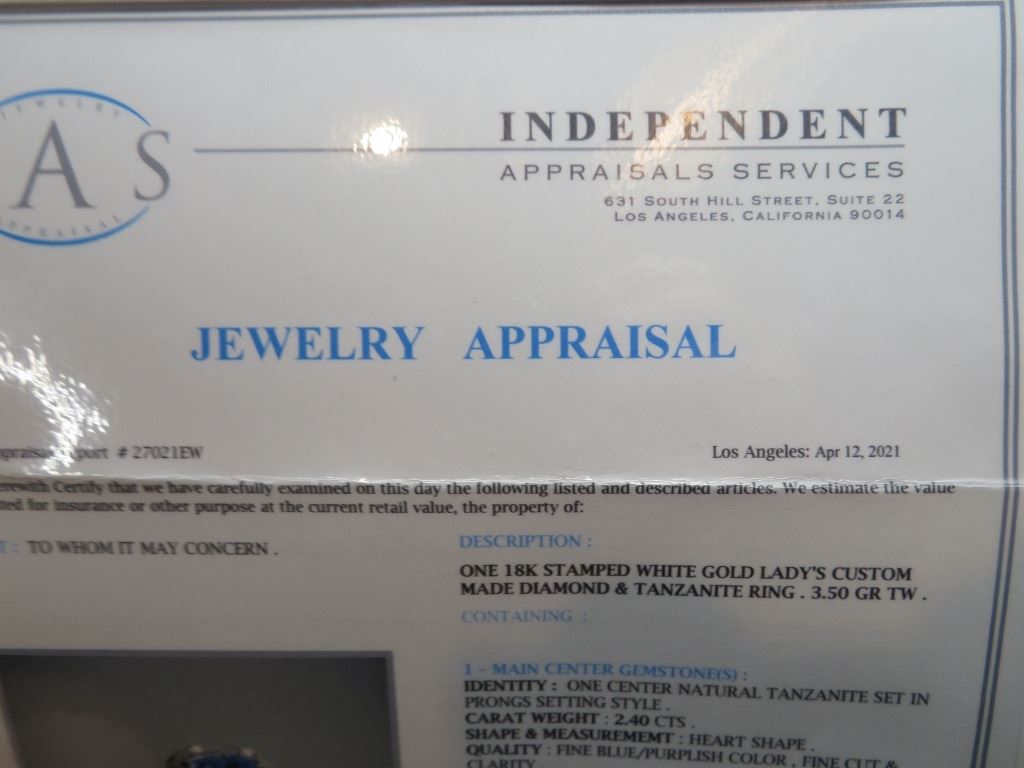 JEWELRY
A S
APPRAISAL
INDEPENDENT
APPRAISALS SERVICES
631 SOUTH HILL STREET, SUITE 22
LOS ANGELES, CALIFORNIA 90014
JEWELRY APPRAISAL
# 27021EW
Los Angeles: Apr 12, 2021
Certify that we have carefully examined on this day the following listed and described articles. We estimate the value
for insurance or other purpose at the current retail value, the property of:
: TO WHOM IT MAY CONCERN .
DESCRIPTION :
ONE 18K STAMPED WHITE GOLD LADY'S CUSTOM
MADE DIAMOND & TANZANITE RING . 3.50 GR TW .
CONTAINING :
1 - MAIN CENTER GEMSTONE(S) :
IDENTITY : ONE CENTER NATURAL TANZANITE SET IN
PRONGS SETTING STYLE .
CARAT WEIGHT : 2.40 CTS .
SHAPE & MEASUREMEMT : HEART SHAPE .
QUALITY : FINE BLUE/PURPLISH COLOR , FINE CUT &
CLARITY